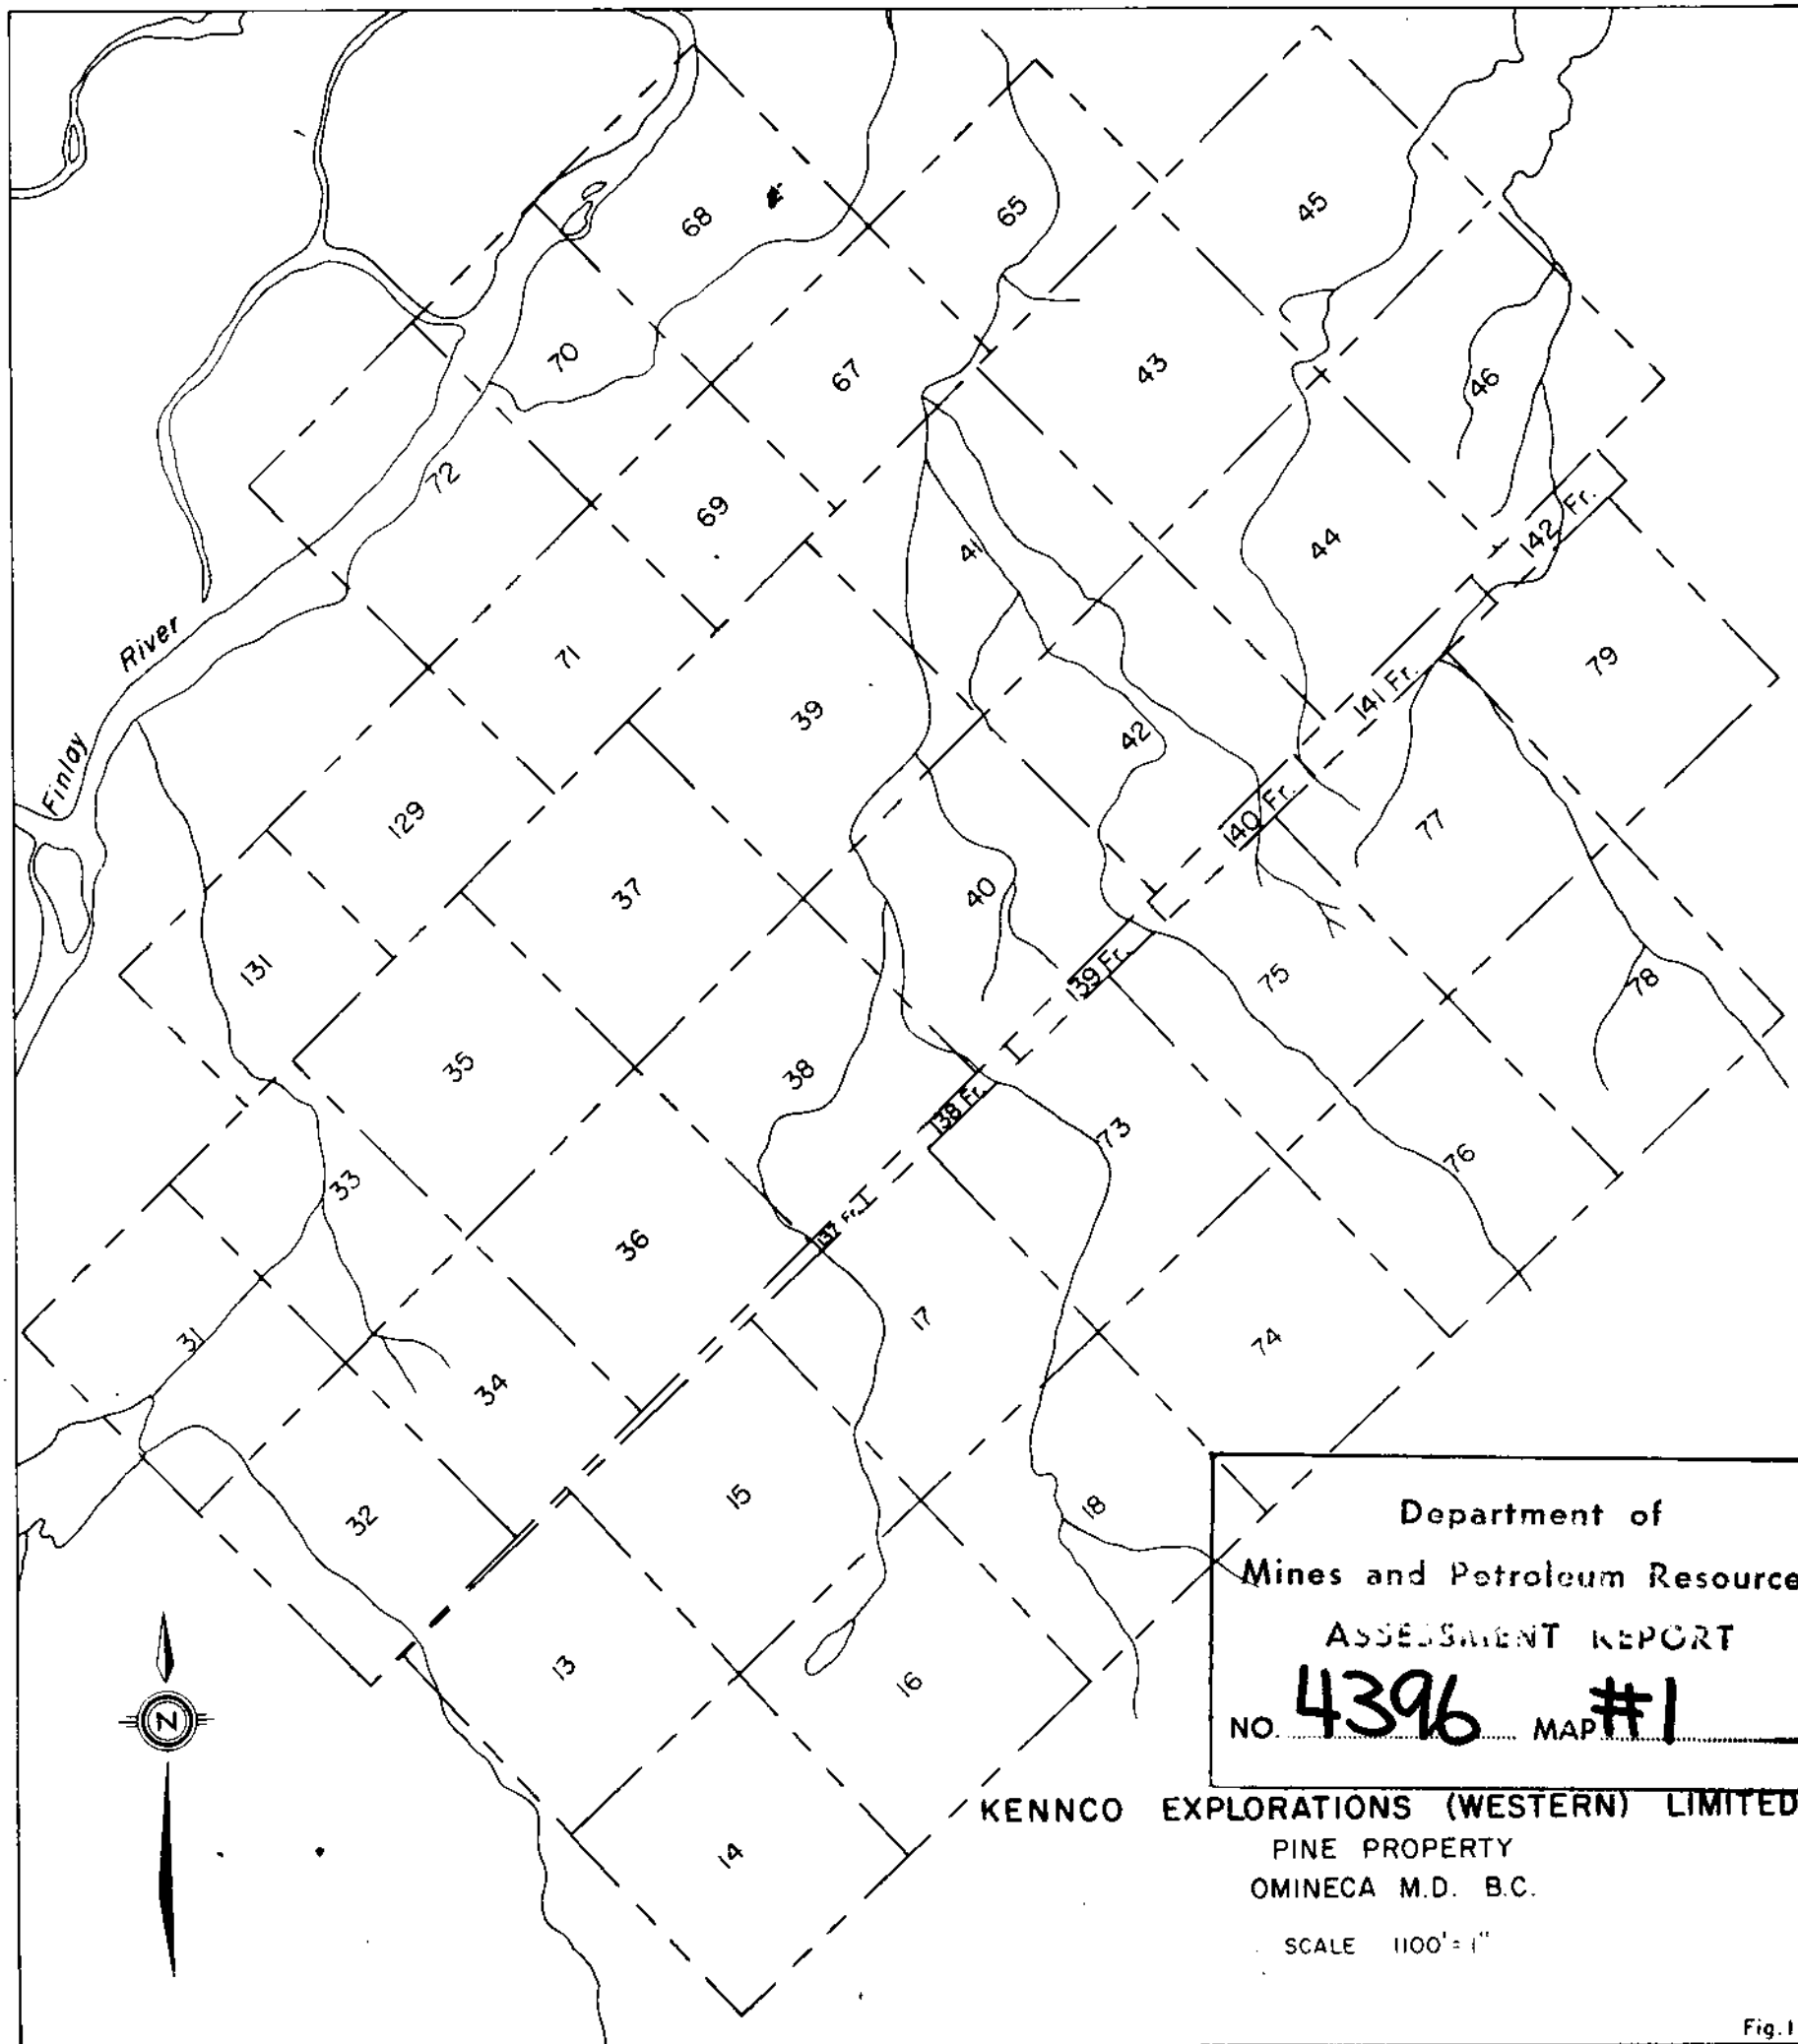 68
65
45
70
67
43
46
72
69
41
44
142 Fr.
River
71
79
39
42
141 Fr.
Finlay
129
140 Fr.
77
37
40
131
139 Fr.
75
78
35
38
138 Fr.
73
76
33
36
137 Fr.
31
17
74
34
32
15
18
13
16
14
N
Department of
Mines and Petroleum Resource
ASSESSMENT REPORT
NO. 4396 MAP #1
KENNCO EXPLORATIONS (WESTERN) LIMITED
PINE PROPERTY
OMINECA M.D. B.C.
SCALE 1100' = 1"
Fig. 1